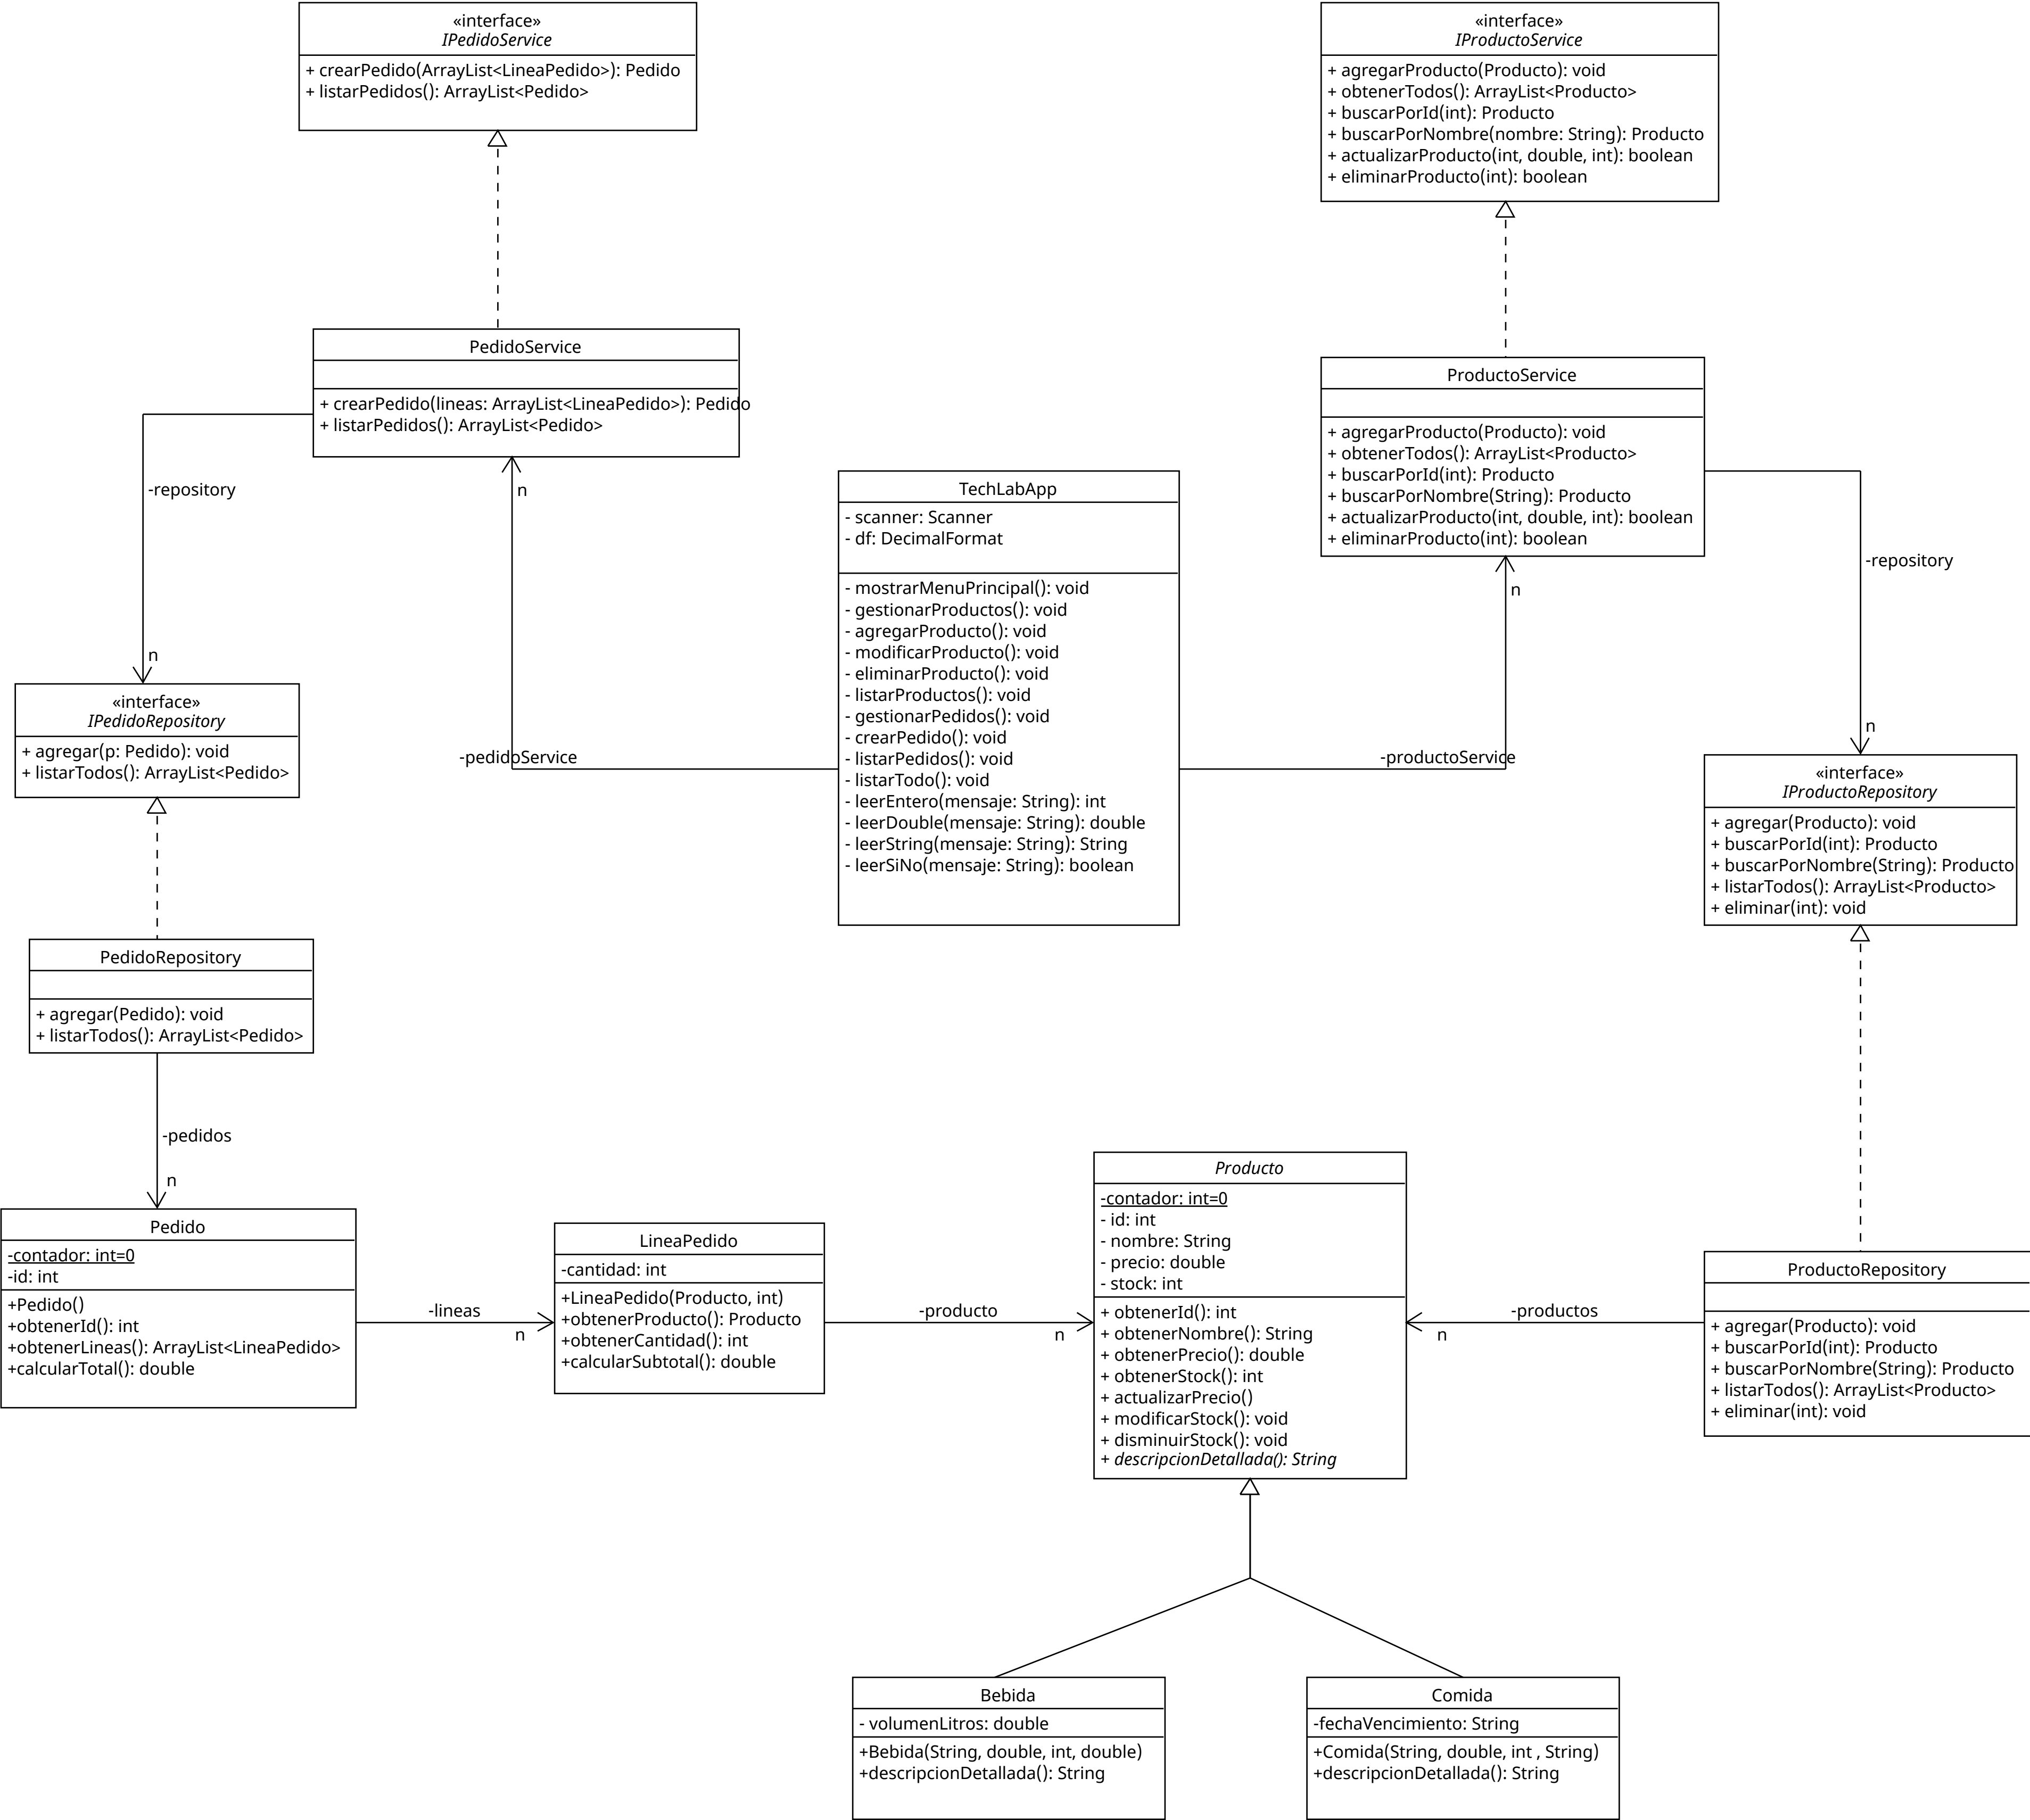 «interface»
IPedidoService
+ crearPedido(ArrayList<LineaPedido>): Pedido
+ listarPedidos(): ArrayList<Pedido>
«interface»
IProductoService
+ agregarProducto(Producto): void
+ obtenerTodos(): ArrayList<Producto>
+ buscarPorId(int): Producto
+ buscarPorNombre(nombre: String): Producto
+ actualizarProducto(int, double, int): boolean
+ eliminarProducto(int): boolean
PedidoService
+ crearPedido(lineas: ArrayList<LineaPedido>): Pedido
+ listarPedidos(): ArrayList<Pedido>
ProductoService
+ agregarProducto(Producto): void
+ obtenerTodos(): ArrayList<Producto>
+ buscarPorId(int): Producto
+ buscarPorNombre(String): Producto
+ actualizarProducto(int, double, int): boolean
+ eliminarProducto(int): boolean
-repository
n
n
-pedidoService
TechLabApp
- scanner: Scanner
- df: DecimalFormat
- mostrarMenuPrincipal(): void
- gestionarProductos(): void
- agregarProducto(): void
- modificarProducto(): void
- eliminarProducto(): void
- listarProductos(): void
- gestionarPedidos(): void
- crearPedido(): void
- listarPedidos(): void
- listarTodo(): void
- leerEntero(mensaje: String): int
- leerDouble(mensaje: String): double
- leerString(mensaje: String): String
- leerSiNo(mensaje: String): boolean
n
-productoService
-repository
n
«interface»
IPedidoRepository
+ agregar(p: Pedido): void
+ listarTodos(): ArrayList<Pedido>
«interface»
IProductoRepository
+ agregar(Producto): void
+ buscarPorId(int): Producto
+ buscarPorNombre(String): Producto
+ listarTodos(): ArrayList<Producto>
+ eliminar(int): void
PedidoRepository
+ agregar(Pedido): void
+ listarTodos(): ArrayList<Pedido>
-pedidos
n
Pedido
-contador: int=0
-id: int
+Pedido()
+obtenerId(): int
+obtenerLineas(): ArrayList<LineaPedido>
+calcularTotal(): double
-lineas
n
LineaPedido
-cantidad: int
+LineaPedido(Producto, int)
+obtenerProducto(): Producto
+obtenerCantidad(): int
+calcularSubtotal(): double
-producto
n
Producto
-contador: int=0
- id: int
- nombre: String
- precio: double
- stock: int
+ obtenerId(): int
+ obtenerNombre(): String
+ obtenerPrecio(): double
+ obtenerStock(): int
+ actualizarPrecio()
+ modificarStock(): void
+ disminuirStock(): void
+ descripcionDetallada(): String
-productos
n
ProductoRepository
+ agregar(Producto): void
+ buscarPorId(int): Producto
+ buscarPorNombre(String): Producto
+ listarTodos(): ArrayList<Producto>
+ eliminar(int): void
Bebida
- volumenLitros: double
+Bebida(String, double, int, double)
+descripcionDetallada(): String
Comida
-fechaVencimiento: String
+Comida(String, double, int , String)
+descripcionDetallada(): String